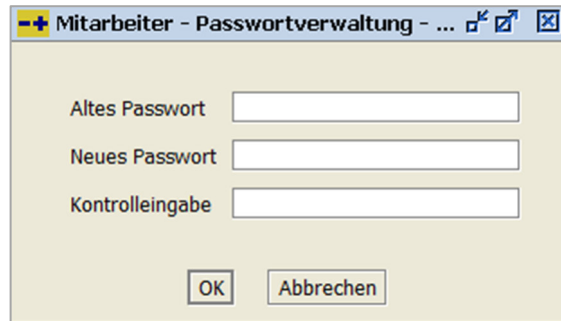 Mitarbeiter - Passwortverwaltung - ...
Altes Passwort
Neues Passwort
Kontrolleingabe
OK Abbrechen